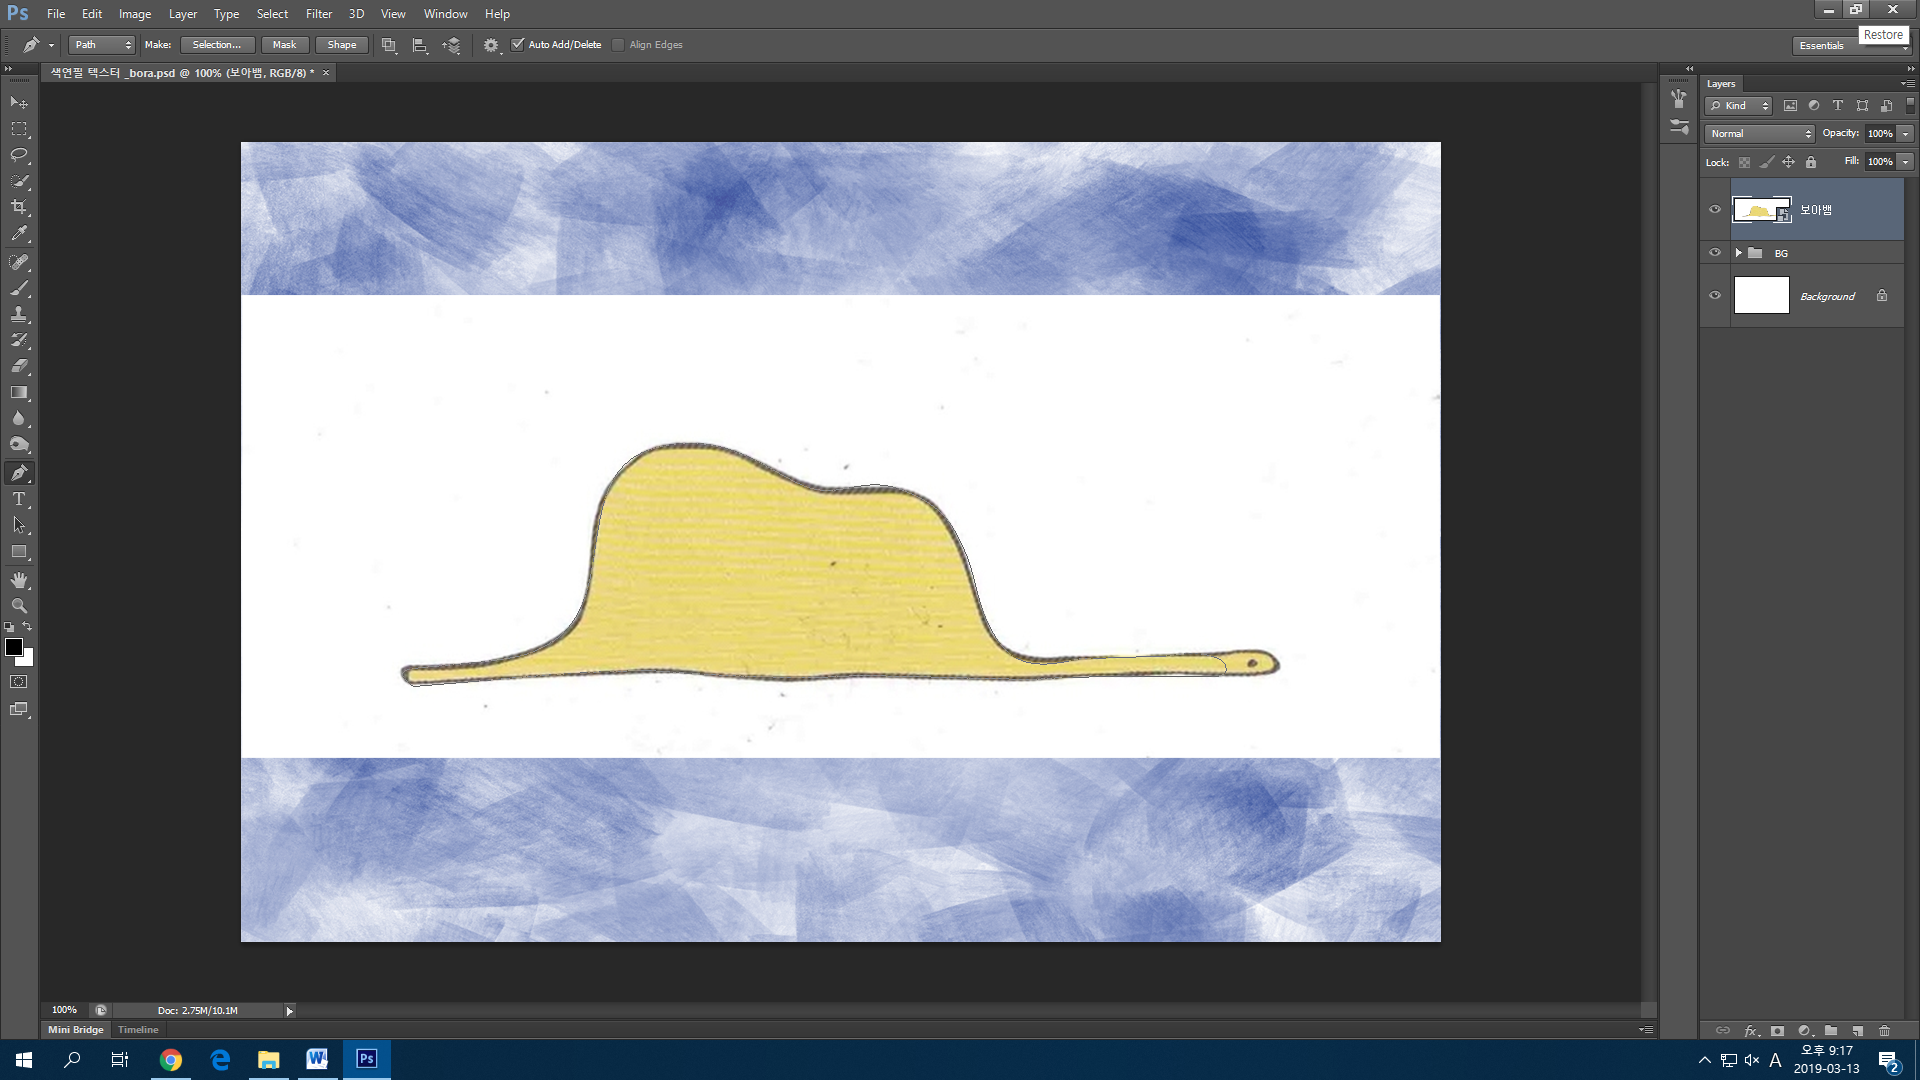 Ps File Edit Image Layer Type Select Filter 3D View Window Help
Restore
Path Make: Selection... Mask Shape Auto Add/Delete Align Edges Essentials
색연필 텍스터 _bora.psd @ 100% (보아뱀, RGB/8) * ×
Layers
Kind
Normal Opacity: 100%
Lock: Fill: 100%
보아뱀
BG
Background
100% Doc: 2.75M/10.1M
Mini Bridge Timeline
오후 9:17
A
2019-03-13
2